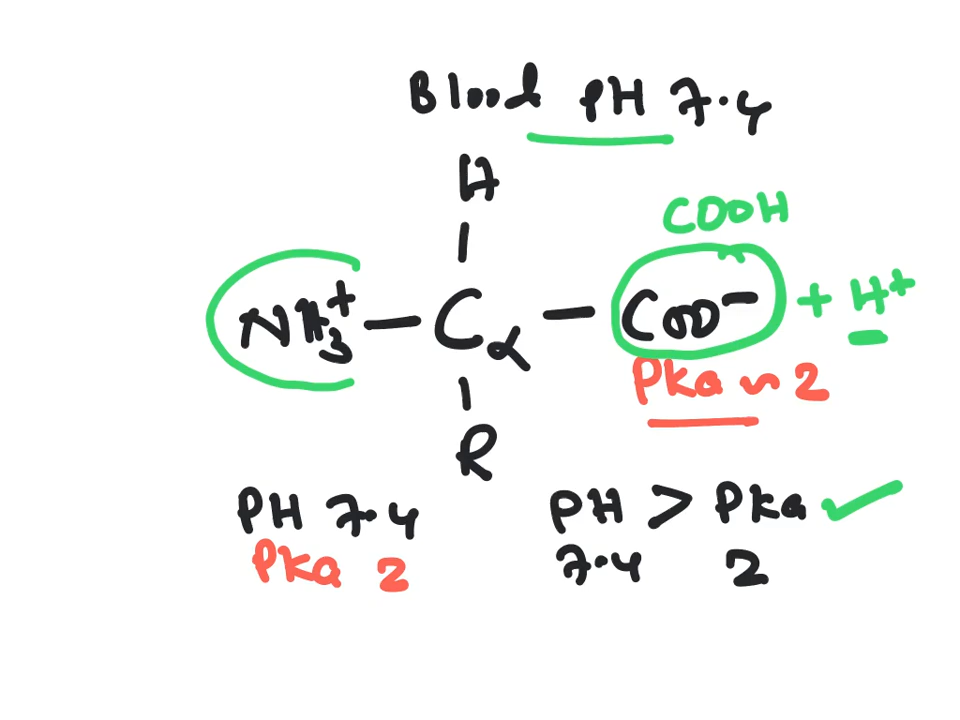 Blood PH 7.4
H
COOH
NH3+ - Cα - COO- + H+
PKa ~ 2
R
PH 7.4 PH > PKa ✓
PKa 2 7.4 2